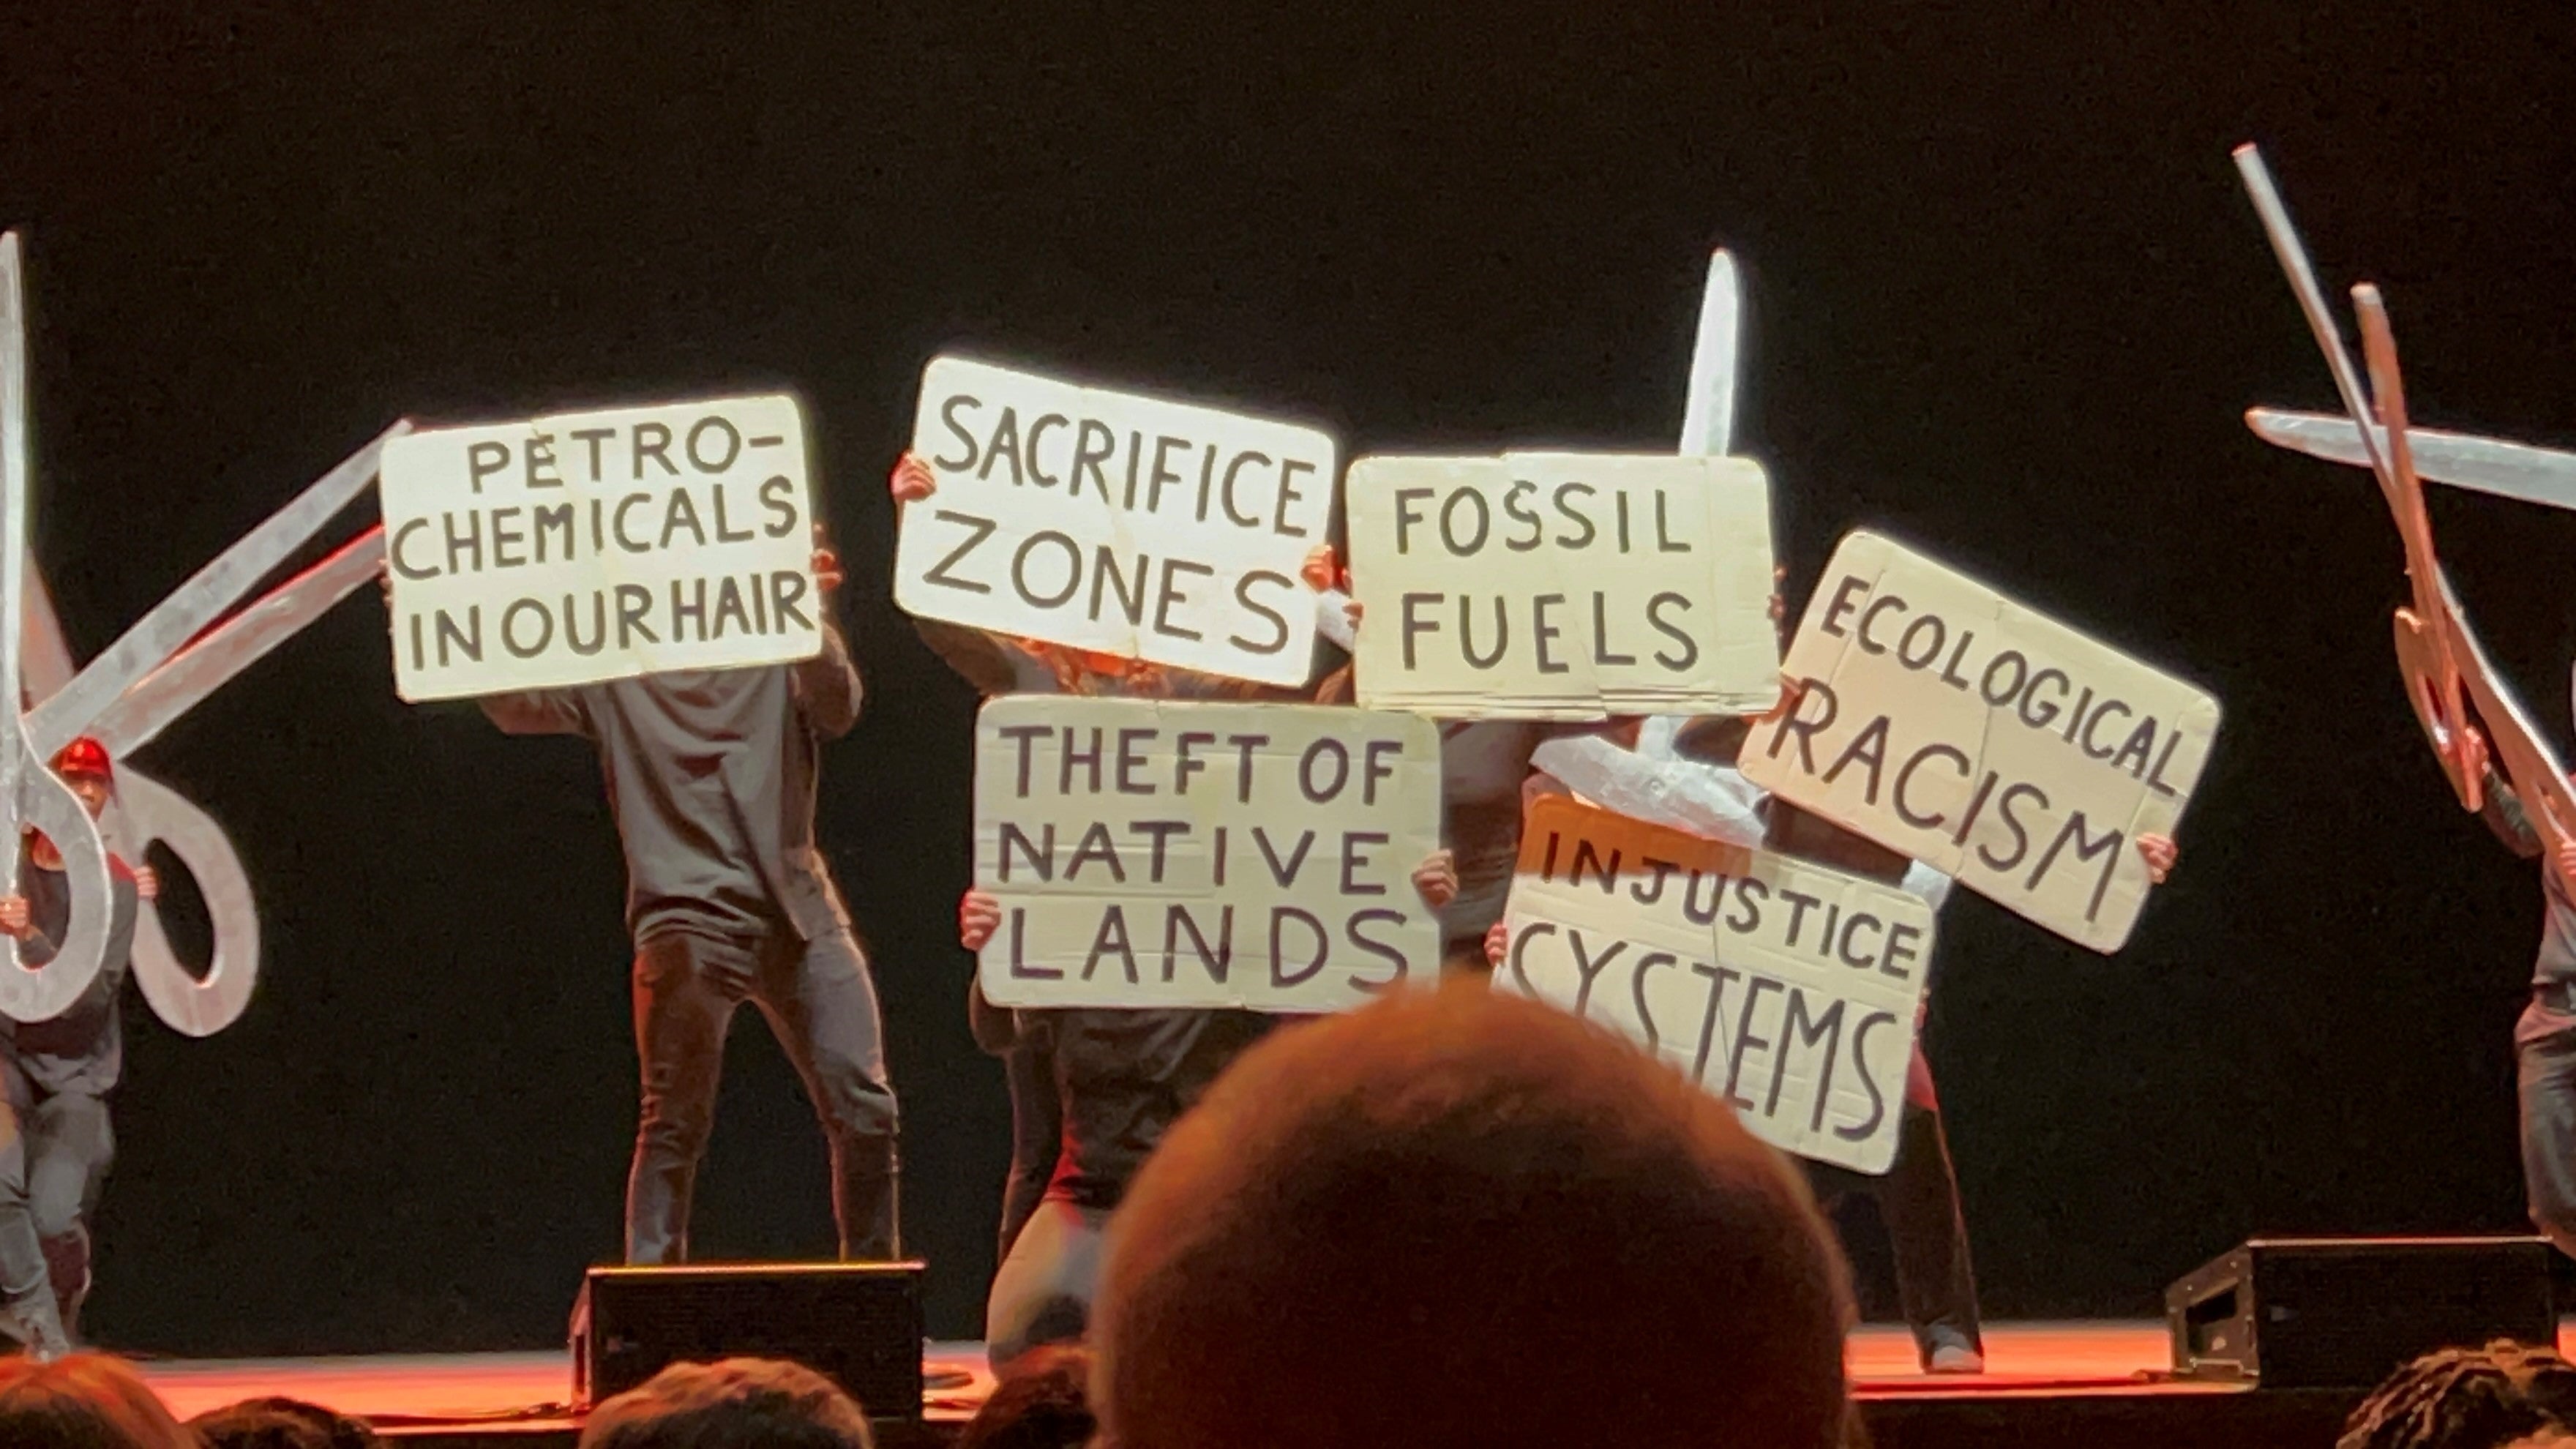 PETRO-
CHEMICALS
IN OUR HAIR
SACRIFICE
ZONES
FOSSIL
FUELS
ECOLOGICAL
RACISM
THEFT OF
NATIVE
LANDS
INJUSTICE
SYSTEMS